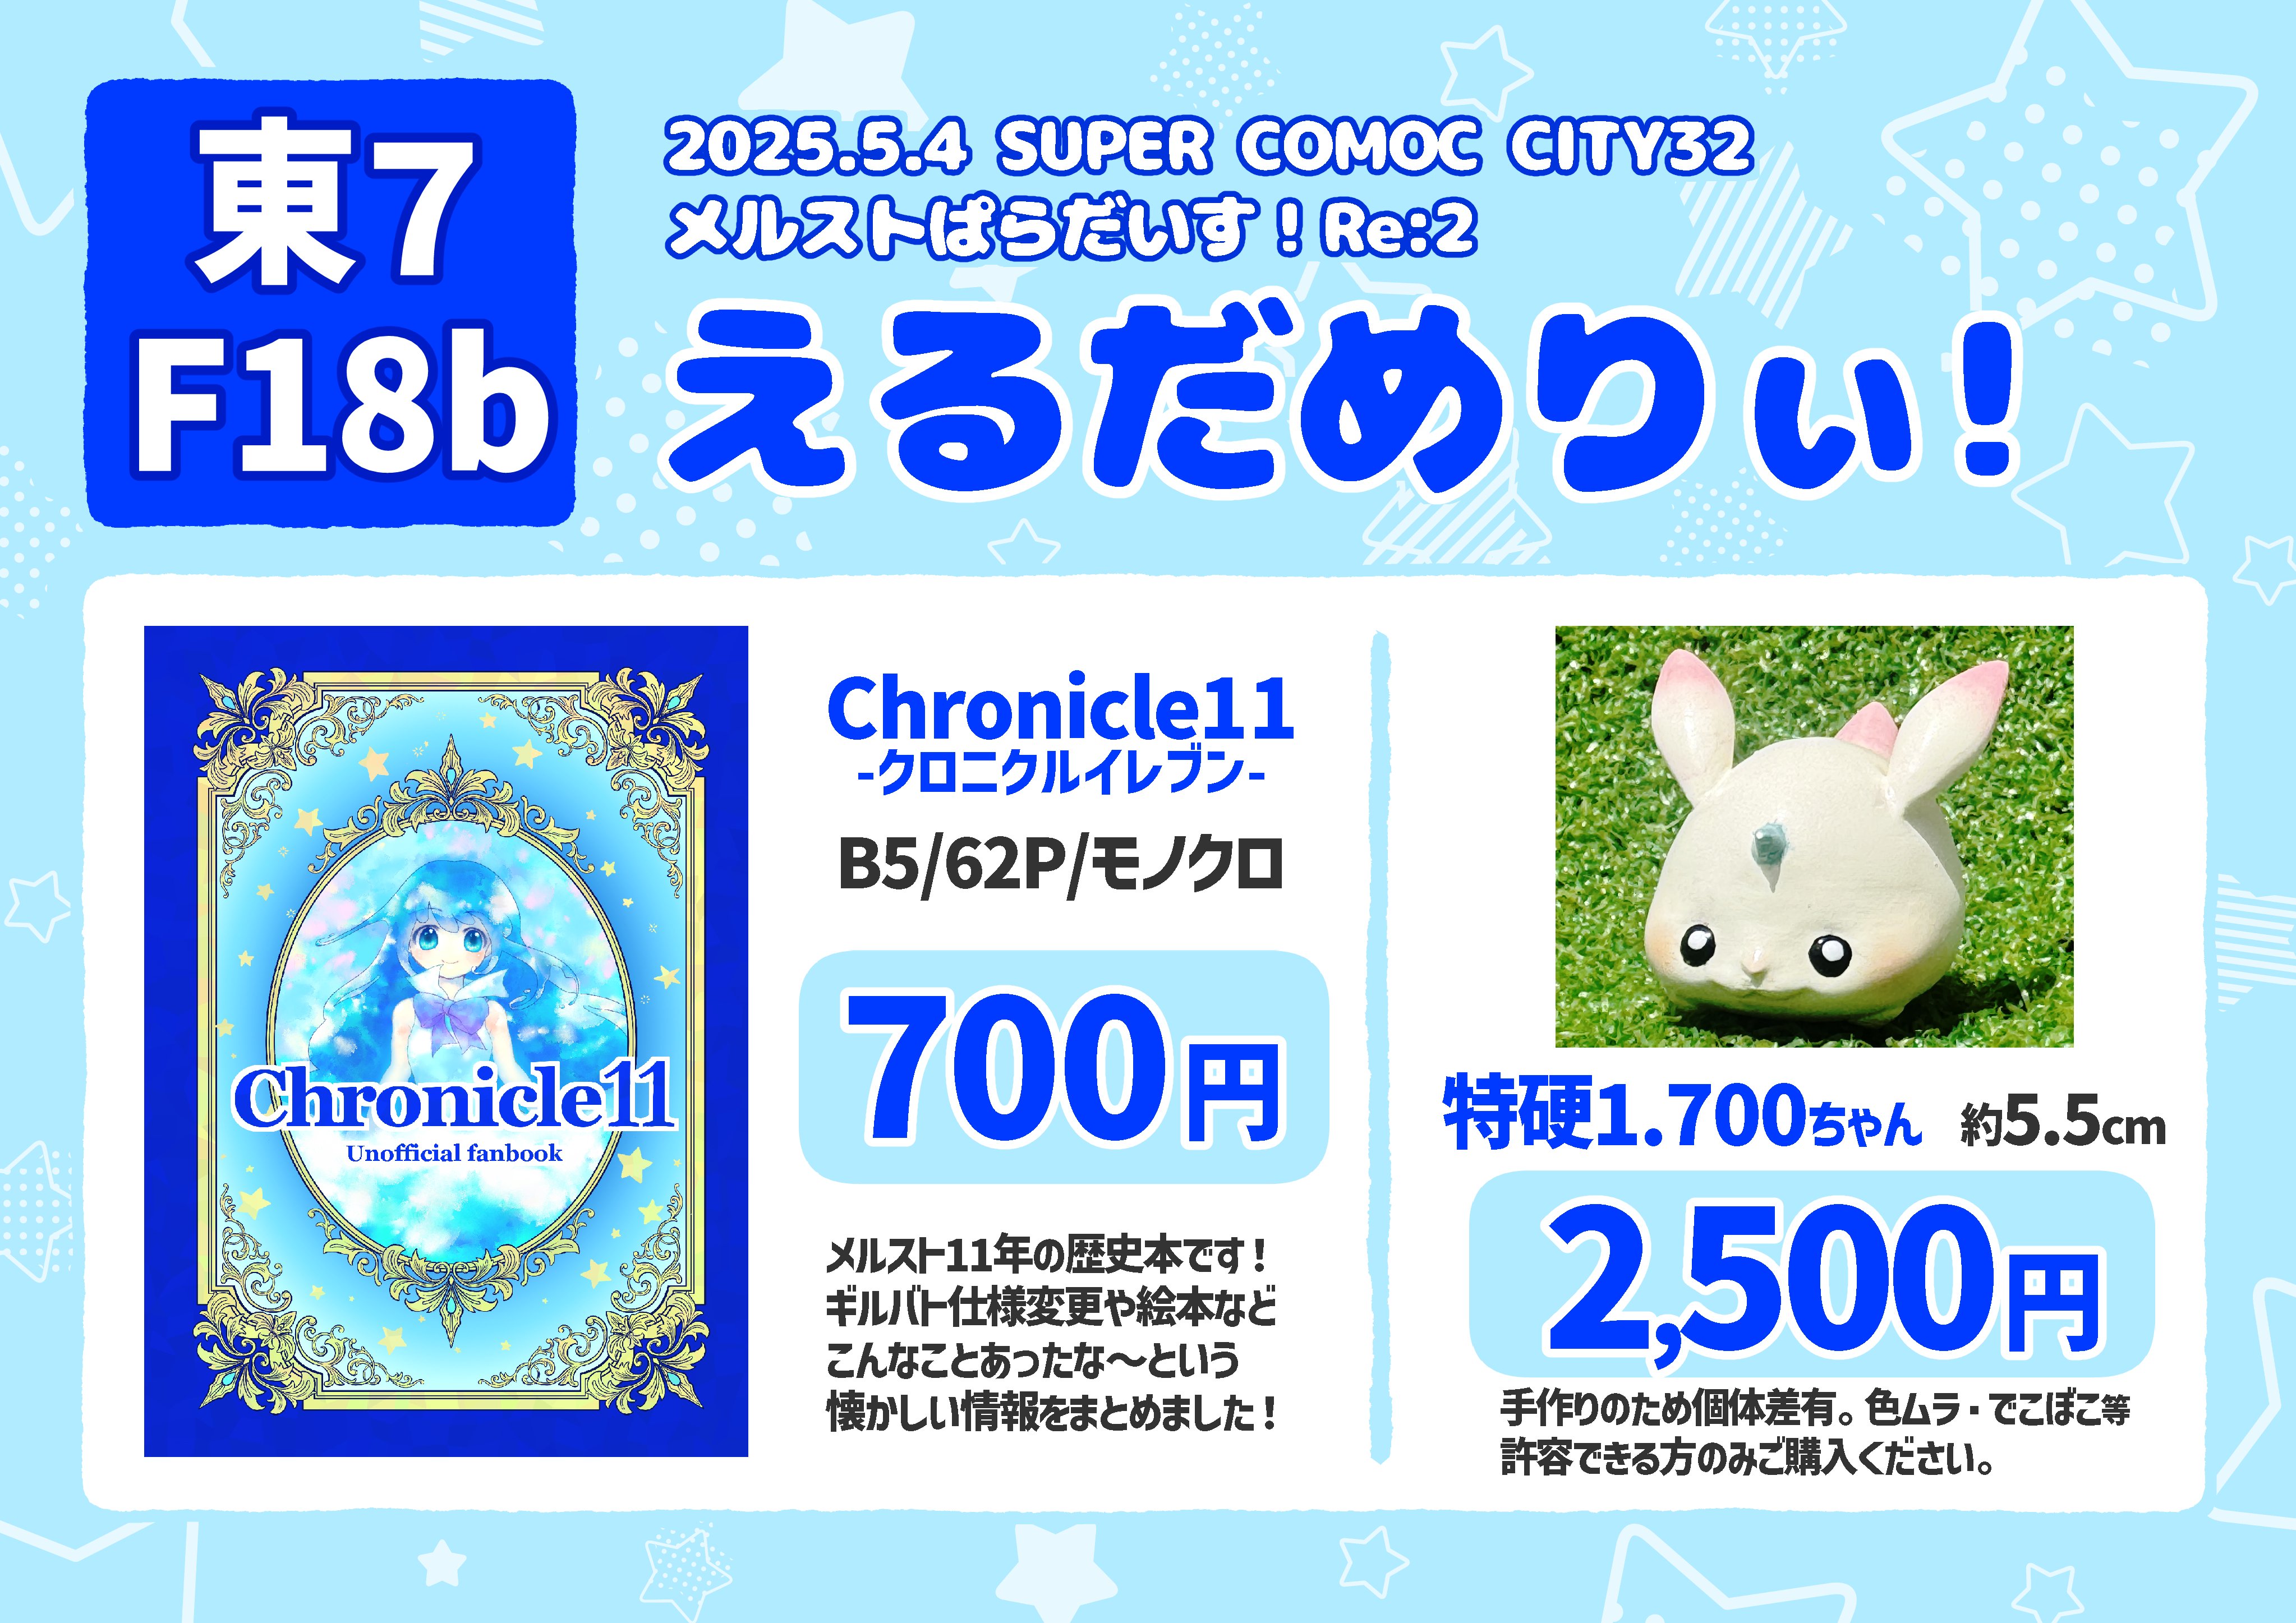 東7
F18b
2025.5.4 SUPER COMOC CITY32
メルストぱらだいす！Re:2
えるだめりぃ！
Chronicle11
Unofficial fanbook
Chronicle11
-クロニクルイレブン-
B5/62P/モノクロ
700円
メルスト11年の歴史本です！
ギルバト仕様変更や絵本など
こんなことあったな～という
懐かしい情報をまとめました！
特硬1.700ちゃん 約5.5cm
2,500円
手作りのため個体差有。色ムラ・でこぼこ等
許容できる方のみご購入ください。